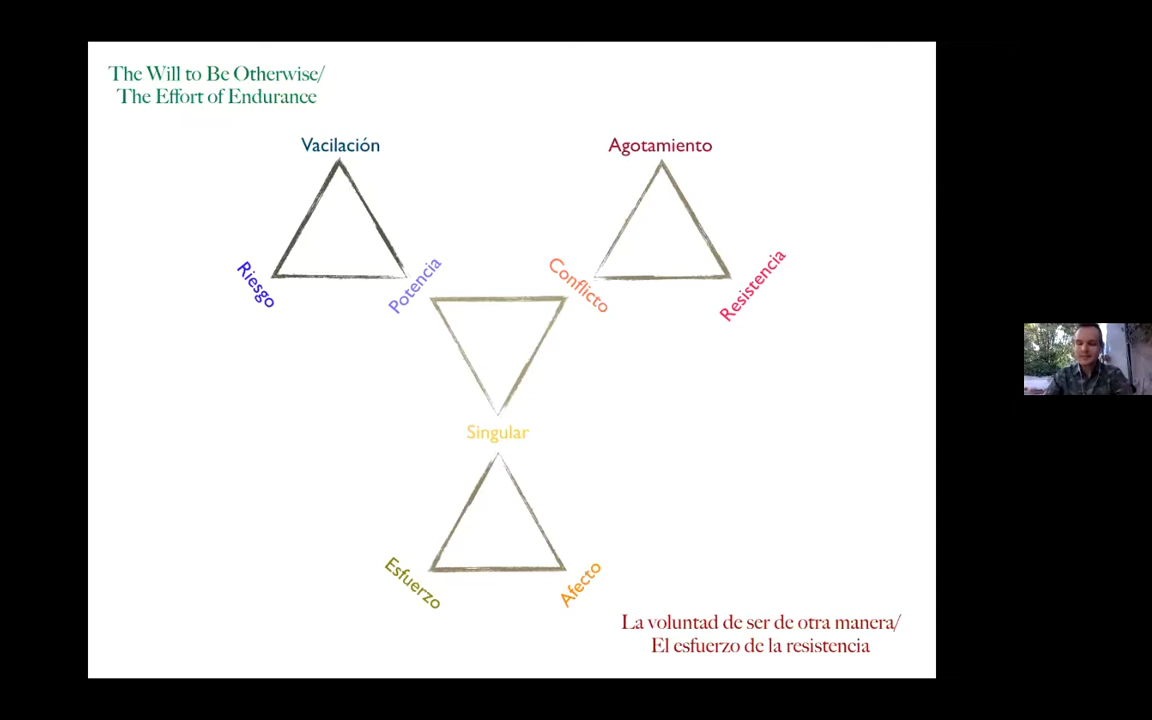 The Will to Be Otherwise/
The Effort of Endurance
Vacilación
Agotamiento
Riesgo
Potencia
Conflicto
Resistencia
Singular
Esfuerzo
Afecto
La voluntad de ser de otra manera/
El esfuerzo de la resistencia